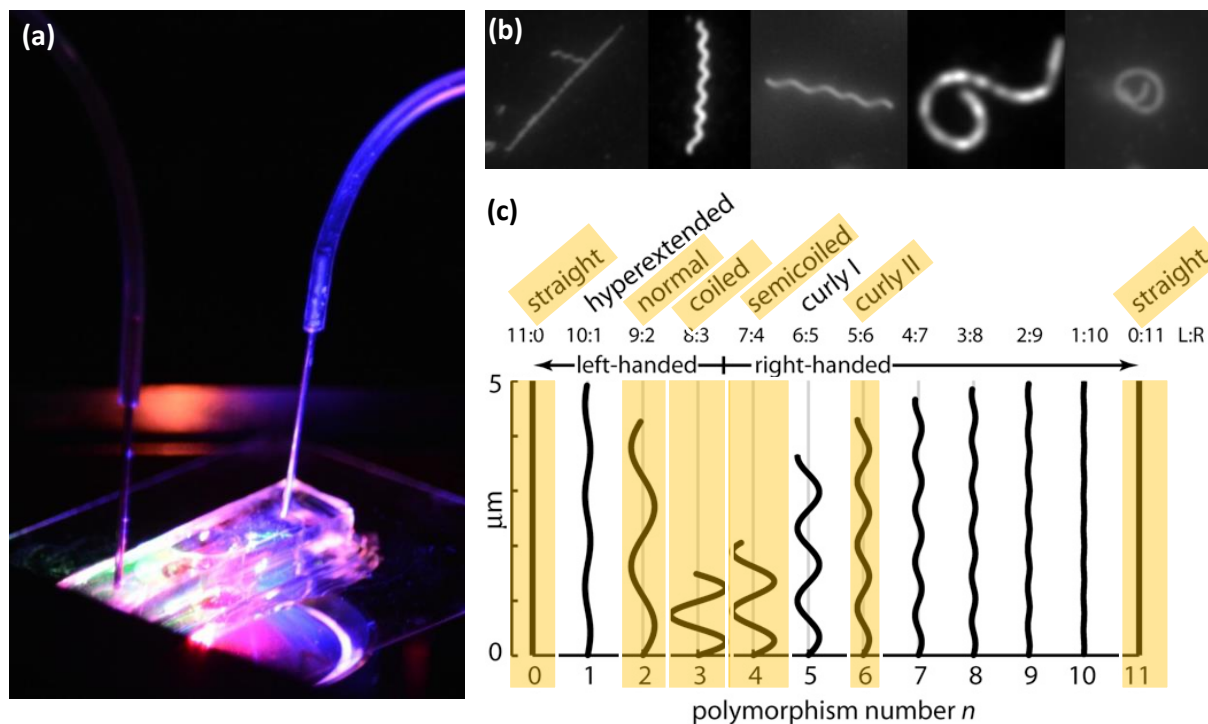 (a)
(b)
(c)
straight
hyperextended
normal
coiled
semicoiled
curly I
curly II
straight
11:0 10:1 9:2 8:3 7:4 6:5 5:6 4:7 3:8 2:9 1:10 0:11 L:R
left-handed right-handed
5
μm
0
0 1 2 3 4 5 6 7 8 9 10 11
polymorphism number n